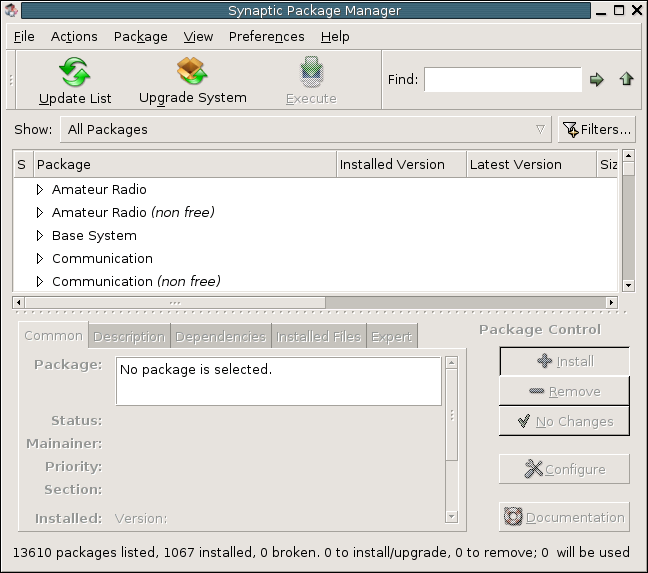 Synaptic Package Manager
File Actions Package View Preferences Help
Update List Upgrade System Execute Find:
Show: All Packages Filters...
S Package Installed Version Latest Version Siz
Amateur Radio
Amateur Radio (non free)
Base System
Communication
Communication (non free)
Common Description Dependencies Installed Files Expert
Package: No package is selected.
Status:
Mainainer:
Priority:
Section:
Installed: Version:
Package Control
Install
Remove
No Changes
Configure
Documentation
13610 packages listed, 1067 installed, 0 broken. 0 to install/upgrade, 0 to remove; 0 will be used